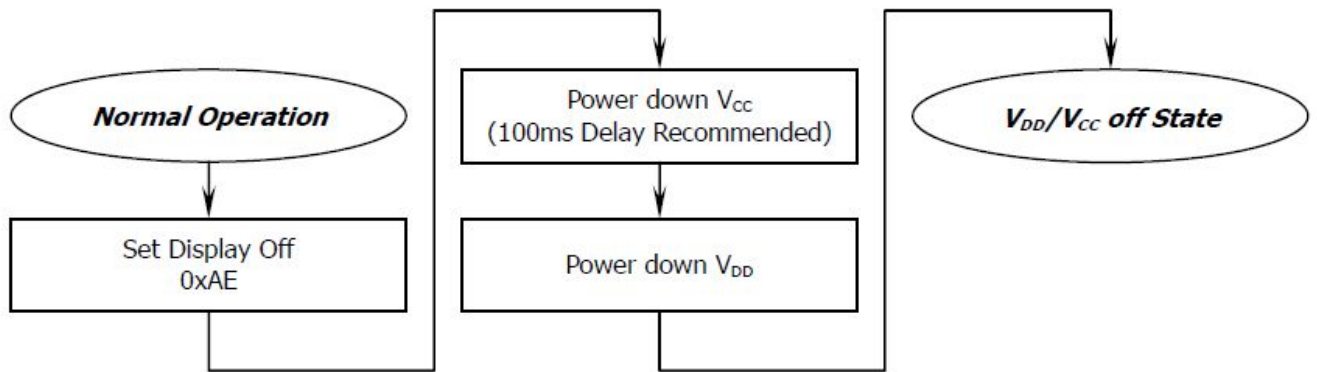 Normal Operation
Set Display Off
0xAE
Power down VCC
(100ms Delay Recommended)
Power down VDD
VDD/VCC off State